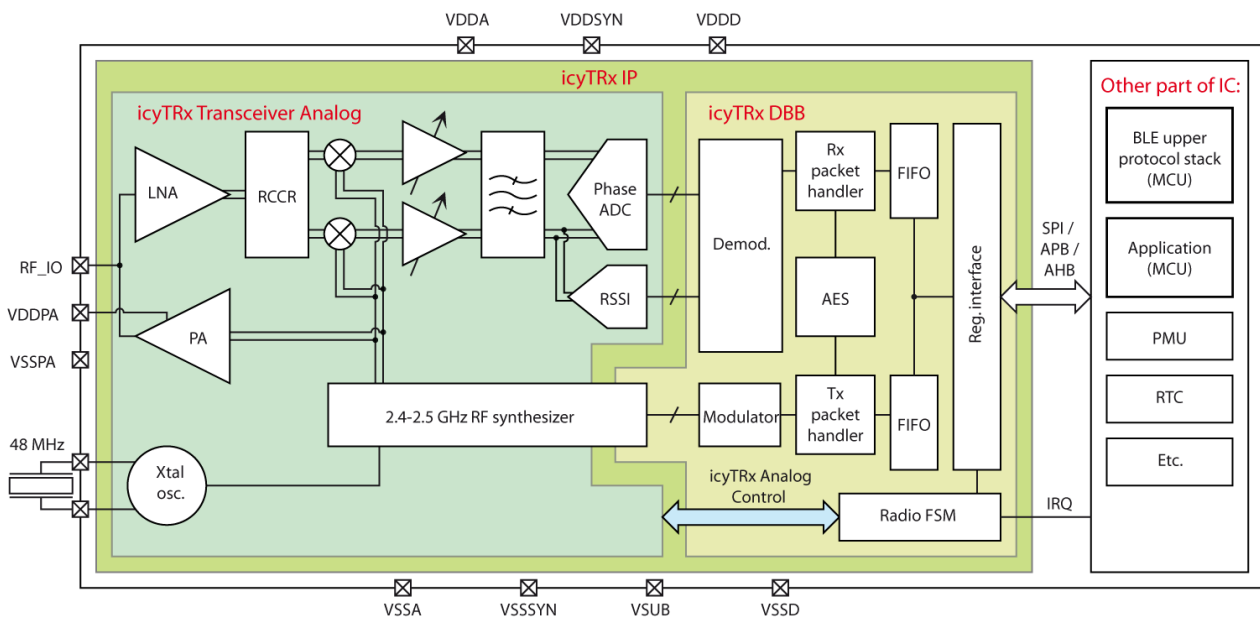 VDDA
VDDSYN
VDDD
icyTRx IP
icyTRx Transceiver Analog
icyTRx DBB
Other part of IC:
LNA
RCCR
Phase
ADC
RSSI
Demod.
Rx
packet
handler
FIFO
AES
Reg. interface
SPI /
APB /
AHB
BLE upper
protocol stack
(MCU)
Application
(MCU)
PMU
RTC
Etc.
RF_IO
VDDPA
VSSPA
PA
2.4-2.5 GHz RF synthesizer
Modulator
Tx
packet
handler
FIFO
48 MHz
Xtal
osc.
icyTRx Analog
Control
Radio FSM
IRQ
VSSA
VSSSYN
VSUB
VSSD